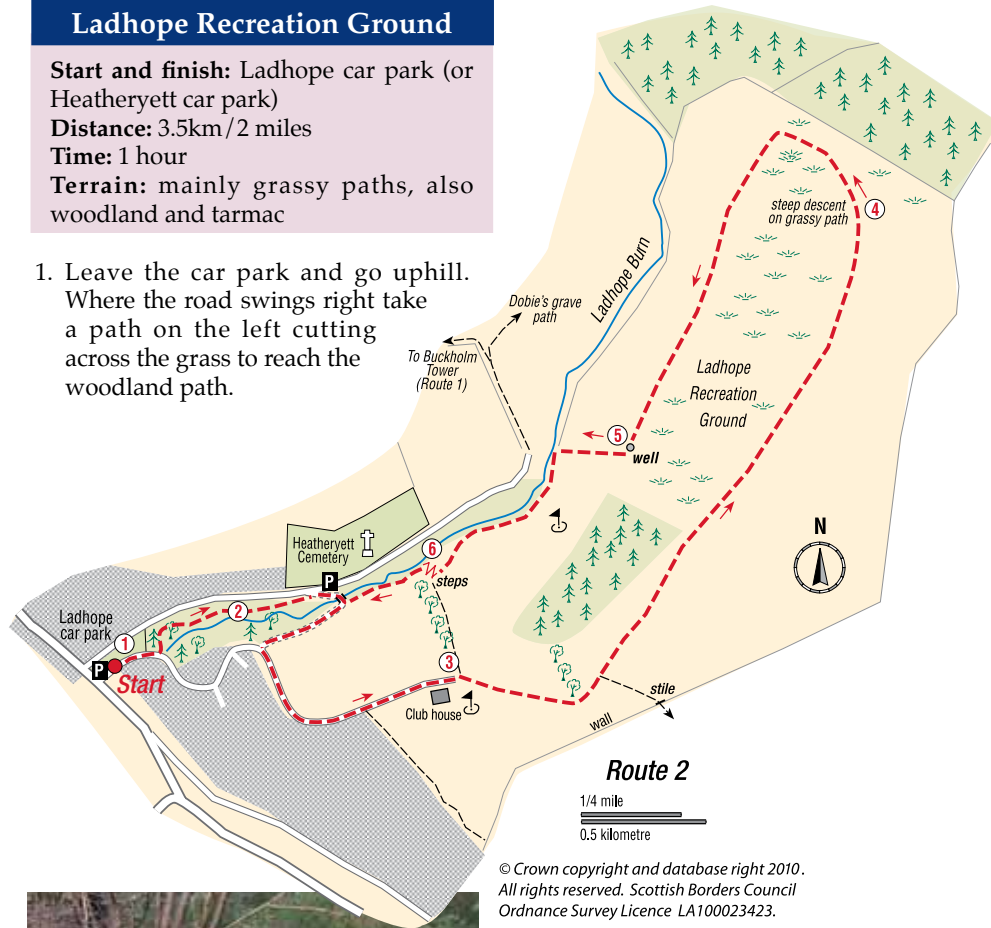 Ladhope Recreation Ground
Start and finish: Ladhope car park (or
Heatheryett car park)
Distance: 3.5km/2 miles
Time: 1 hour
Terrain: mainly grassy paths, also
woodland and tarmac
1. Leave the car park and go uphill.
Where the road swings right take
a path on the left cutting
across the grass to reach the
woodland path.
steep descent
on grassy path
4
Ladhope Burn
Dobie's grave
path
To Buckholm
Tower
(Route 1)
Ladhope
Recreation
Ground
5
well
N
Heatheryett
Cemetery
P
6
steps
2
Ladhope
car park
1
P
Start
3
Club house
stile
wall
Route 2
1/4 mile
0.5 kilometre
© Crown copyright and database right 2010.
All rights reserved. Scottish Borders Council
Ordnance Survey Licence LA100023423.